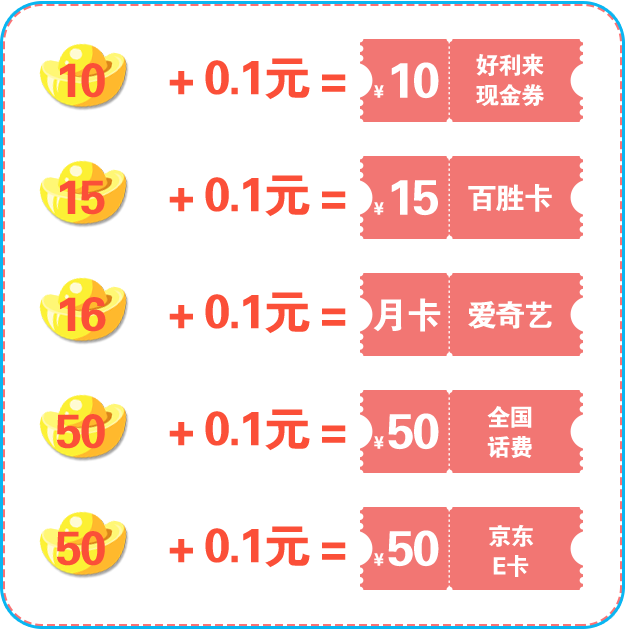 10 + 0.1元 = ¥10 好利来
现金券
15 + 0.1元 = ¥15 百胜卡
16 + 0.1元 = 月卡 爱奇艺
50 + 0.1元 = ¥50 全国
话费
50 + 0.1元 = ¥50 京东
E卡